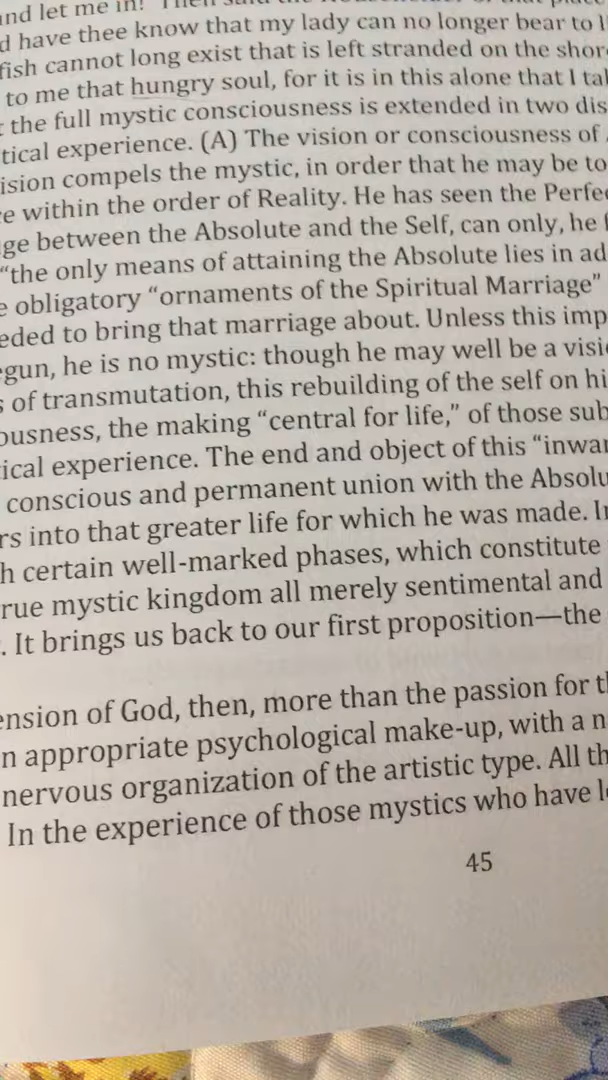 and let me in! Then said the
d have thee know that my lady can no longer bear to l
fish cannot long exist that is left stranded on the shor
to me that hungry soul, for it is in this alone that I tak
the full mystic consciousness is extended in two dis
tical experience. (A) The vision or consciousness of
ision compels the mystic, in order that he may be to
e within the order of Reality. He has seen the Perfec
ge between the Absolute and the Self, can only, he f
“the only means of attaining the Absolute lies in ad
e obligatory “ornaments of the Spiritual Marriage”
eded to bring that marriage about. Unless this imp
gun, he is no mystic: though he may well be a visi
s of transmutation, this rebuilding of the self on hi
ousness, the making “central for life,” of those sub
ical experience. The end and object of this “inwar
conscious and permanent union with the Absolu
rs into that greater life for which he was made. In
h certain well-marked phases, which constitute
rue mystic kingdom all merely sentimental and
. It brings us back to our first proposition—the
ension of God, then, more than the passion for th
n appropriate psychological make-up, with a n
nervous organization of the artistic type. All th
In the experience of those mystics who have l
45